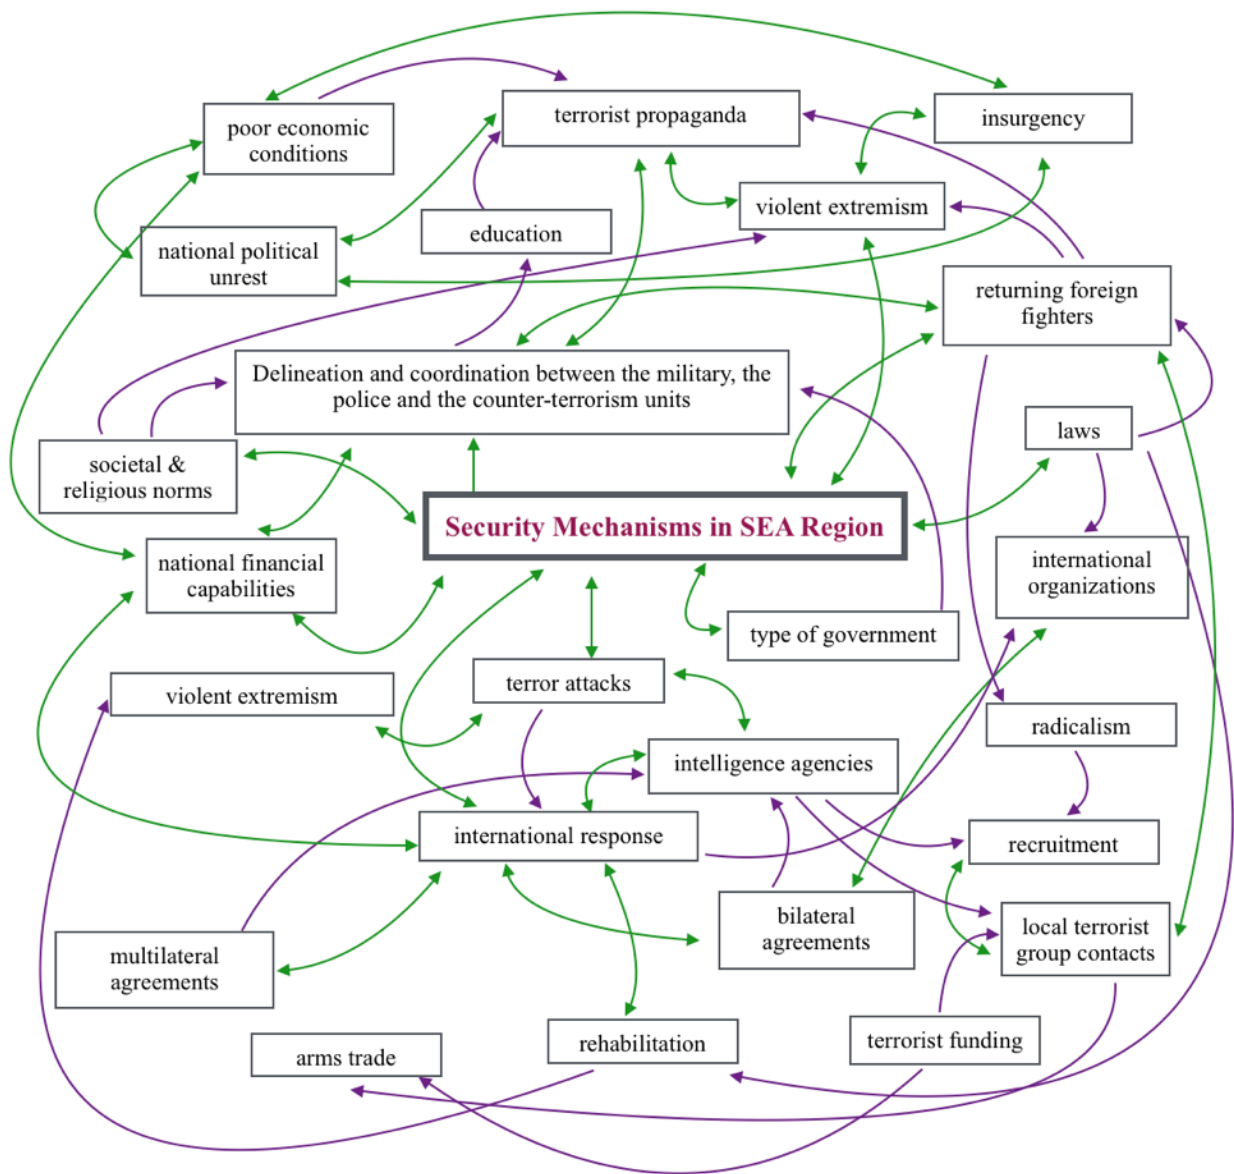 poor economic
conditions
terrorist propaganda
insurgency
violent extremism
education
national political
unrest
returning foreign
fighters
Delineation and coordination between the military, the
police and the counter-terrorism units
laws
societal &
religious norms
Security Mechanisms in SEA Region
national financial
capabilities
international
organizations
type of government
terror attacks
violent extremism
radicalism
intelligence agencies
international response
recruitment
bilateral
agreements
local terrorist
group contacts
multilateral
agreements
rehabilitation
terrorist funding
arms trade